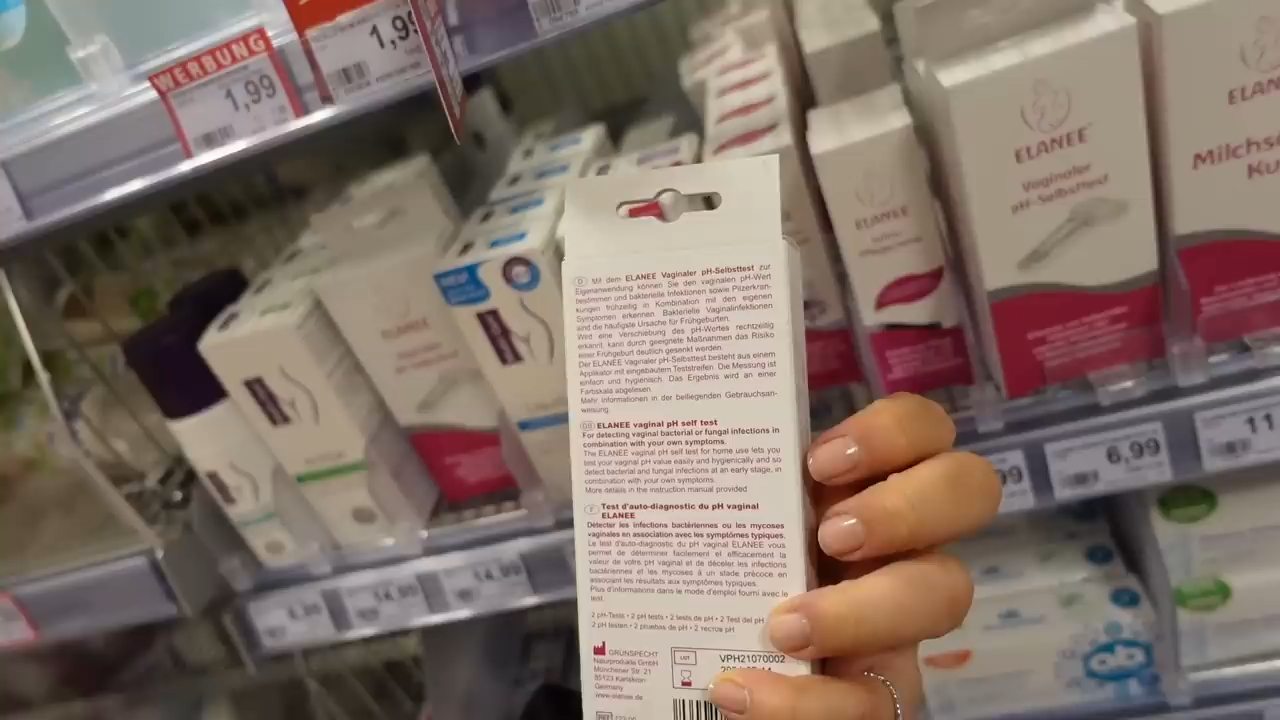 WERBUNG
1,99
1,99
ELANEE
Vaginaler
pH-Selbsttest
ELANEE
ELANEE
NEU
D Mit dem ELANEE Vaginaler pH-Selbsttest zur
Eigenanwendung können Sie den vaginalen pH-Wert
bestimmen und bakterielle Infektionen sowie Pilzerkran-
kungen frühzeitig in Kombination mit den eigenen
Symptomen erkennen. Bakterielle Vaginalinfektionen
sind die häufigste Ursache für Frühgeburten.
Wird eine Verschiebung des pH-Wertes rechtzeitig
erkannt, kann durch geeignete Maßnahmen das Risiko
einer Frühgeburt deutlich gesenkt werden.
Der ELANEE Vaginaler pH-Selbsttest besteht aus einem
Applikator mit eingebautem Teststreifen. Die Messung ist
einfach und hygienisch. Das Ergebnis wird an einer
Farbskala abgelesen.
Mehr Informationen in der beiliegenden Gebrauchsan-
weisung.
GB ELANEE vaginal pH self test
For detecting vaginal bacterial or fungal infections in
combination with your own symptoms.
The ELANEE vaginal pH self test for home use lets you
test your vaginal pH value easily and hygienically and so
detect bacterial and fungal infections at an early stage, in
combination with your own symptoms.
More details in the instruction manual provided
F Test d'auto-diagnostic du pH vaginal
ELANEE
Détecter les infections bactériennes ou les mycoses
vaginales en association avec les symptômes typiques.
Le test d'auto-diagnostic du pH vaginal ELANEE vous
permet de déterminer facilement et efficacement la
valeur de votre pH vaginal et de déceler les infections
bactériennes et les mycoses à un stade précoce en
associant les résultats aux symptômes typiques.
Plus d'informations dans le mode d'emploi fourni avec le
test.
2 pH-Tests • 2 pH tests • 2 tests de pH • 2 Test del pH
2 pH testen • 2 pruebas de pH • 2 тестов pH
GRÜNSPECHT
Naturprodukte GmbH
Münchener Str. 21
85123 Karlskron
Germany
www.elanee.de
LOT
VPH21070002
REF
6,99
11
14,99
14,99
ob